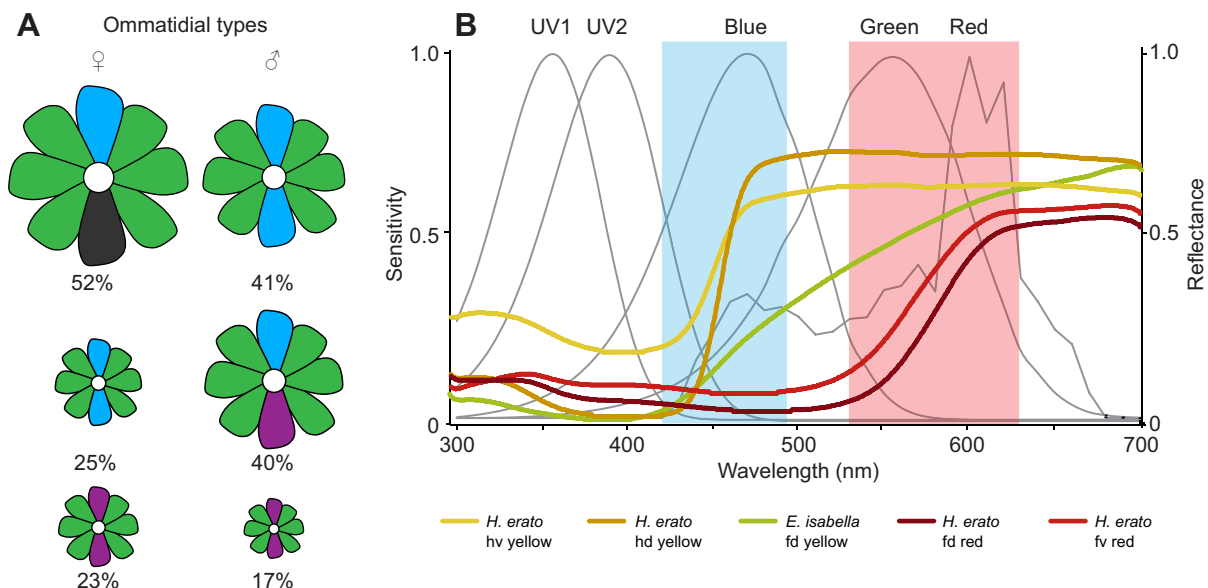 A
Ommatidial types
♀ ♂
52% 41%
25% 40%
23% 17%
B
UV1 UV2 Blue Green Red
1.0 1.0
Sensitivity
0.5 0.5
Reflectance
0 0
300 400 500 600 700
Wavelength (nm)
H. erato H. erato E. isabella H. erato H. erato
hv yellow hd yellow fd yellow fd red fv red